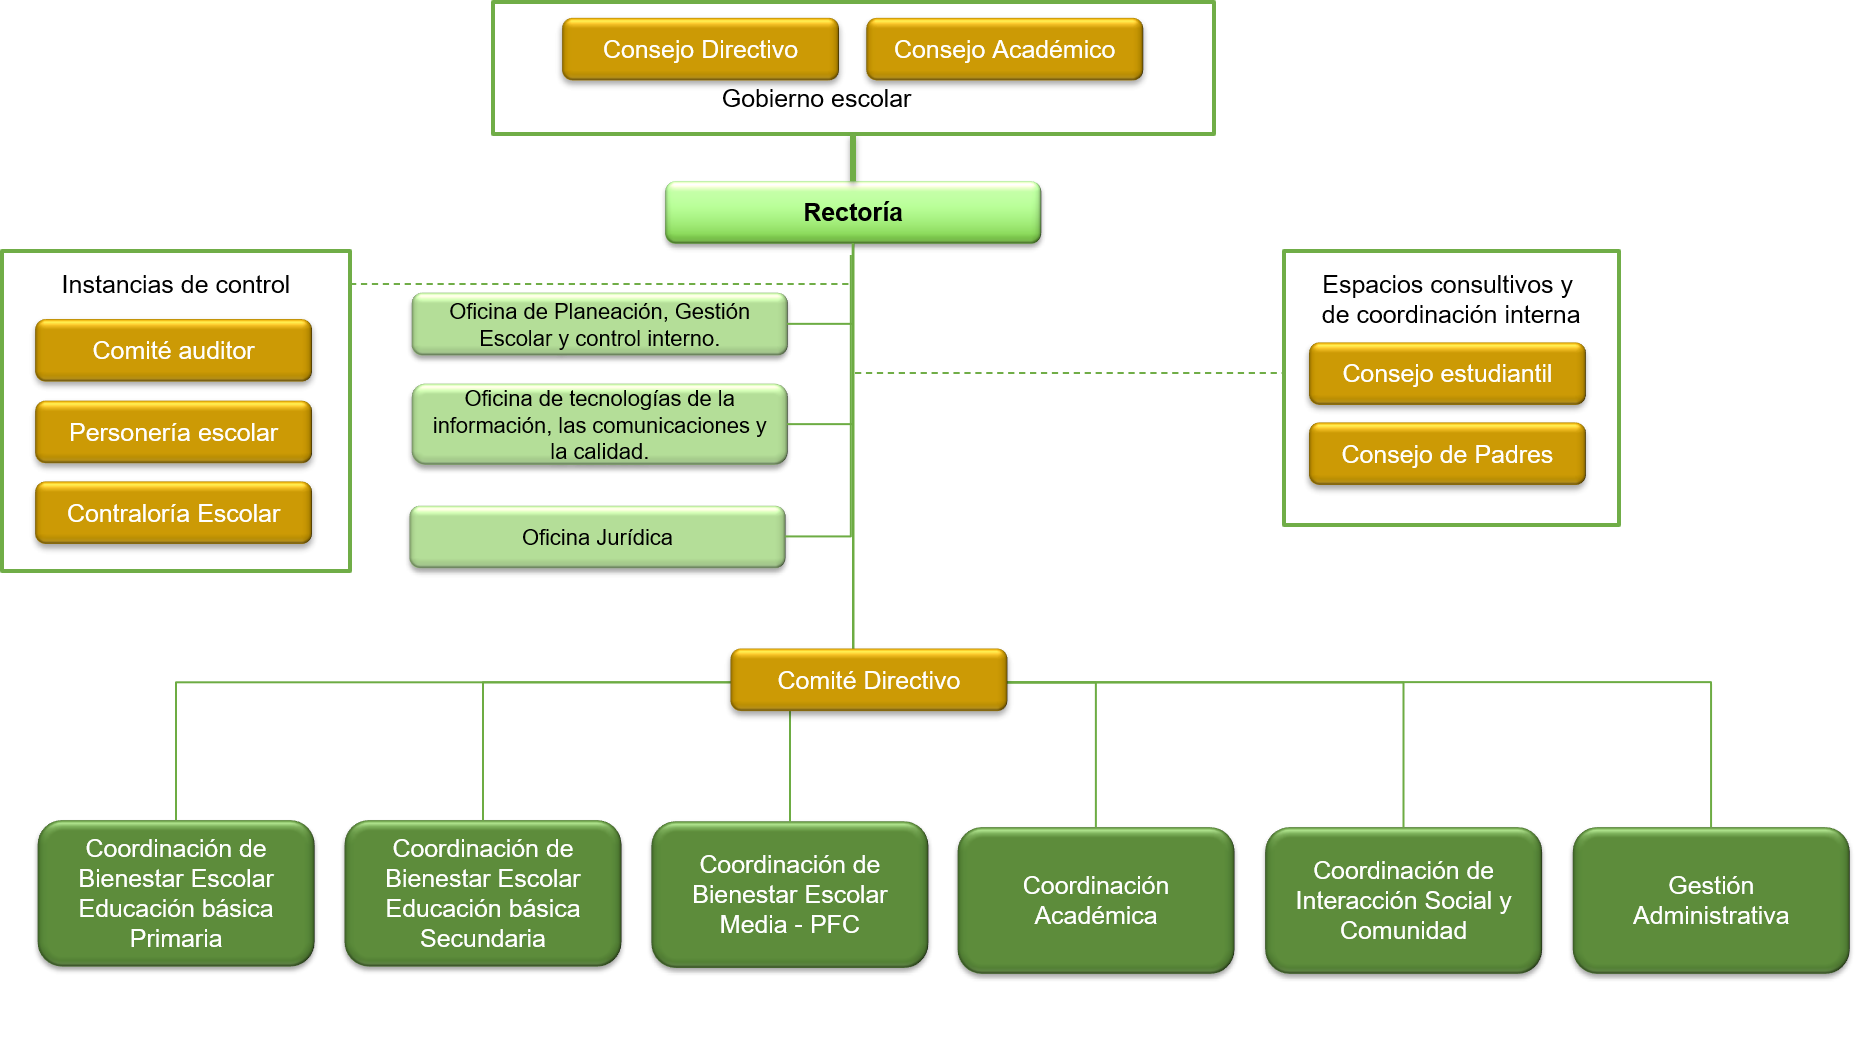 Consejo Directivo
Consejo Académico
Gobierno escolar
Rectoría
Instancias de control
Comité auditor
Personería escolar
Contraloría Escolar
Oficina de Planeación, Gestión
Escolar y control interno.
Oficina de tecnologías de la
información, las comunicaciones y
la calidad.
Oficina Jurídica
Espacios consultivos y
de coordinación interna
Consejo estudiantil
Consejo de Padres
Comité Directivo
Coordinación de
Bienestar Escolar
Educación básica
Primaria
Coordinación de
Bienestar Escolar
Educación básica
Secundaria
Coordinación de
Bienestar Escolar
Media - PFC
Coordinación
Académica
Coordinación de
Interacción Social y
Comunidad
Gestión
Administrativa